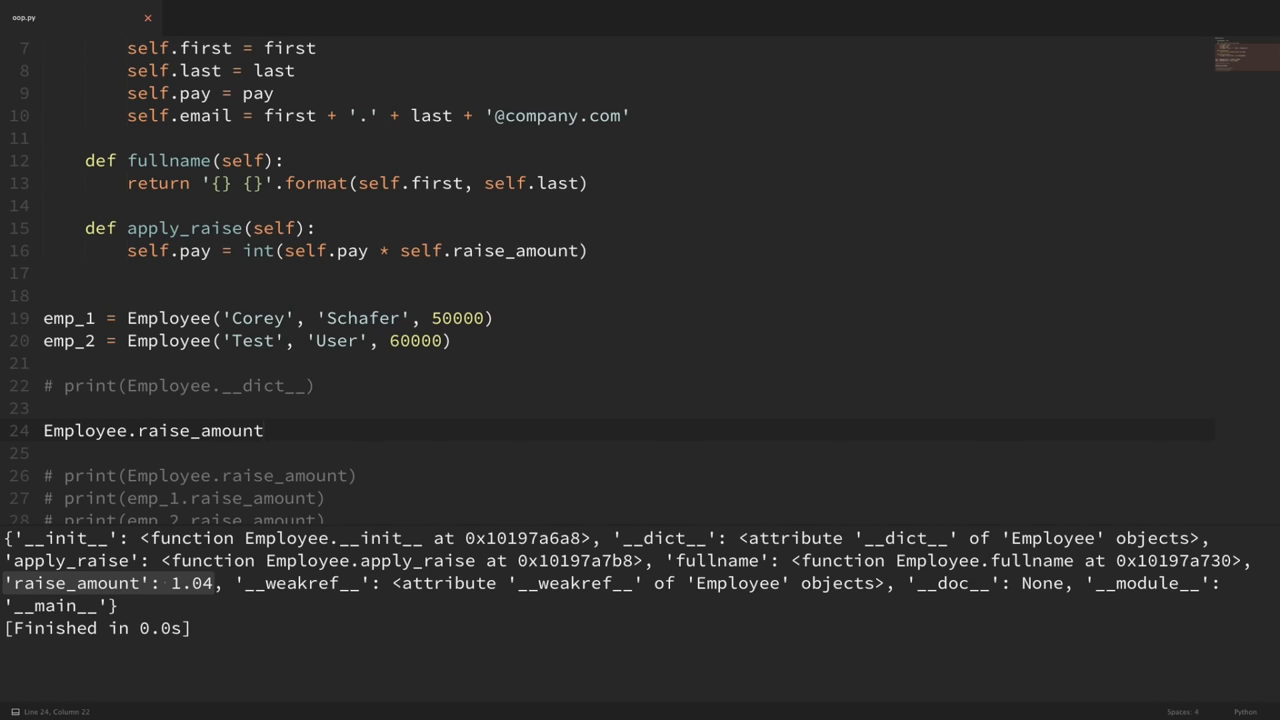 oop.py
7 self.first = first
8 self.last = last
9 self.pay = pay
10 self.email = first + '.' + last + '@company.com'
11
12 def fullname(self):
13 return '{} {}'.format(self.first, self.last)
14
15 def apply_raise(self):
16 self.pay = int(self.pay * self.raise_amount)
17
18
19 emp_1 = Employee('Corey', 'Schafer', 50000)
20 emp_2 = Employee('Test', 'User', 60000)
21
22 # print(Employee.__dict__)
23
24 Employee.raise_amount
25
26 # print(Employee.raise_amount)
27 # print(emp_1.raise_amount)
28 # print(emp_2.raise_amount)
{'__init__': <function Employee.__init__ at 0x10197a6a8>, '__dict__': <attribute '__dict__' of 'Employee' objects>,
'apply_raise': <function Employee.apply_raise at 0x10197a7b8>, 'fullname': <function Employee.fullname at 0x10197a730>,
'raise_amount': 1.04, '__weakref__': <attribute '__weakref__' of 'Employee' objects>, '__doc__': None, '__module__':
'__main__'}
[Finished in 0.0s]
Line 24, Column 22
Spaces: 4
Python